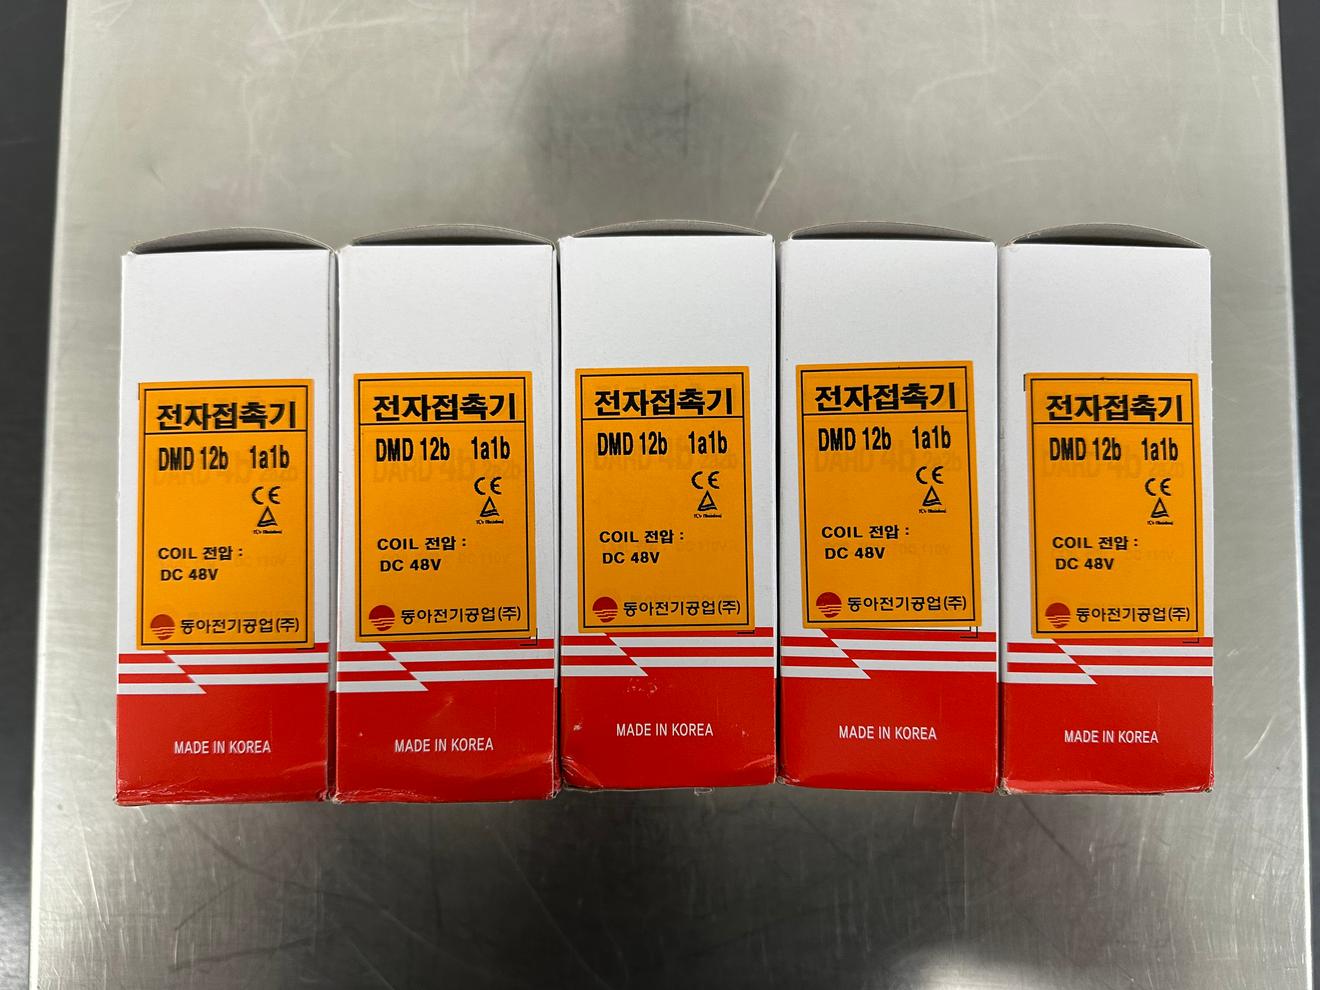 전자접촉기
DMD 12b 1a1b
CE
COIL 전압 :
DC 48V
동아전기공업(주)
MADE IN KOREA
전자접촉기
DMD 12b 1a1b
CE
COIL 전압 :
DC 48V
동아전기공업(주)
MADE IN KOREA
전자접촉기
DMD 12b 1a1b
CE
COIL 전압 :
DC 48V
동아전기공업(주)
MADE IN KOREA
전자접촉기
DMD 12b 1a1b
CE
COIL 전압 :
DC 48V
동아전기공업(주)
MADE IN KOREA
전자접촉기
DMD 12b 1a1b
CE
COIL 전압 :
DC 48V
동아전기공업(주)
MADE IN KOREA